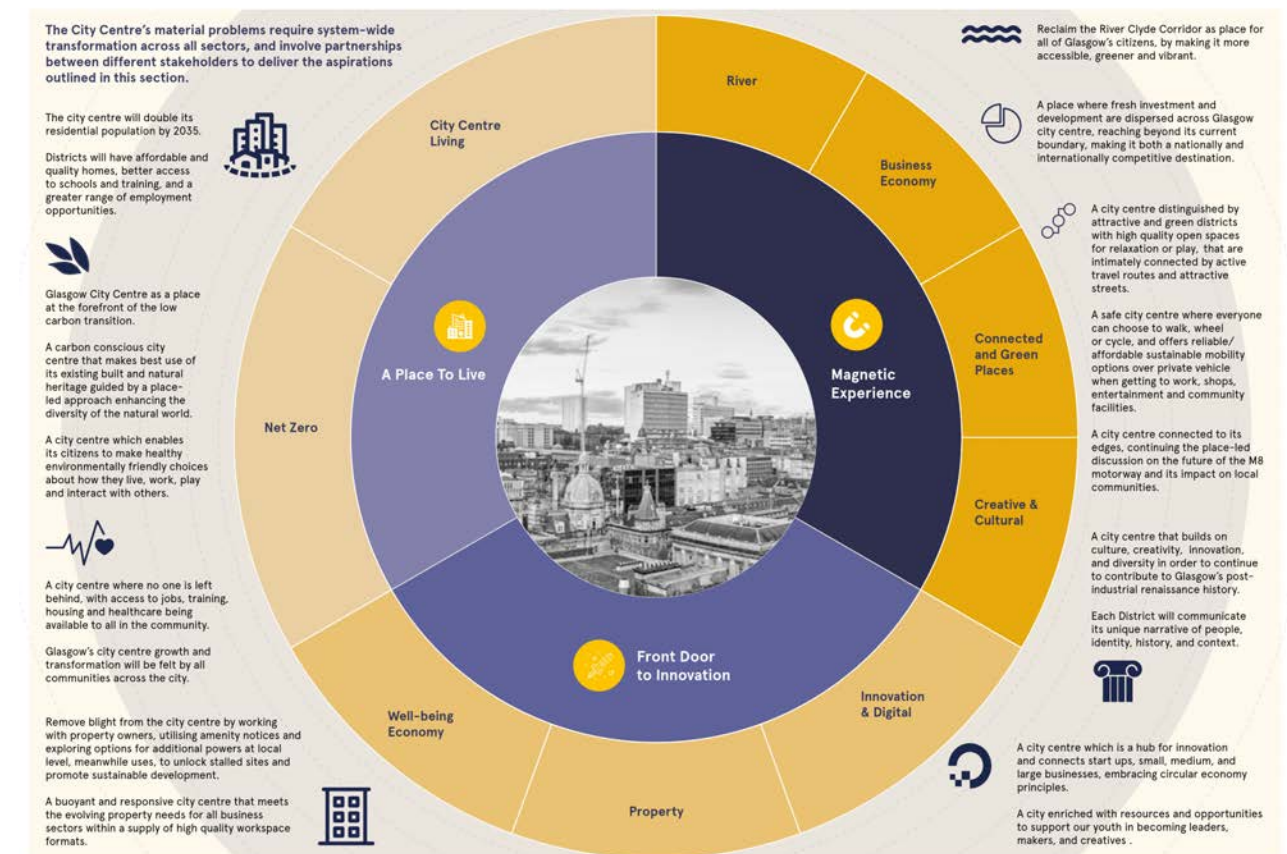 The City Centre's material problems require system-wide
transformation across all sectors, and involve partnerships
between different stakeholders to deliver the aspirations
outlined in this section.
The city centre will double its
residential population by 2035.
Districts will have affordable and
quality homes, better access
to schools and training, and a
greater range of employment
opportunities.
Glasgow City Centre as a place
at the forefront of the low
carbon transition.
A carbon conscious city
centre that makes best use of
its existing built and natural
heritage guided by a place-
led approach enhancing the
diversity of the natural world.
A city centre which enables
its citizens to make healthy
environmentally friendly choices
about how they live, work, play
and interact with others.
A city centre where no one is left
behind, with access to jobs, training,
housing and healthcare being
available to all in the community.
Glasgow's city centre growth and
transformation will be felt by all
communities across the city.
Remove blight from the city centre by working
with property owners, utilising amenity notices and
exploring options for additional powers at local
level, meanwhile uses, to unlock stalled sites and
promote sustainable development.
A buoyant and responsive city centre that meets
the evolving property needs for all business
sectors within a supply of high quality workspace
formats.
City Centre
Living
Net Zero
Well-being
Economy
Property
Innovation
& Digital
Creative &
Cultural
Connected
and Green
Places
Business
Economy
River
A Place To Live
Magnetic
Experience
Front Door
to Innovation
Reclaim the River Clyde Corridor as place for
all of Glasgow's citizens, by making it more
accessible, greener and vibrant.
A place where fresh investment and
development are dispersed across Glasgow
city centre, reaching beyond its current
boundary, making it both a nationally and
internationally competitive destination.
A city centre distinguished by
attractive and green districts
with high quality open spaces
for relaxation or play, that are
intimately connected by active
travel routes and attractive
streets.
A safe city centre where everyone
can choose to walk, wheel
or cycle, and offers reliable/
affordable sustainable mobility
options over private vehicle
when getting to work, shops,
entertainment and community
facilities.
A city centre connected to its
edges, continuing the place-led
discussion on the future of the M8
motorway and its impact on local
communities.
A city centre that builds on
culture, creativity, innovation,
and diversity in order to continue
to contribute to Glasgow's post-
industrial renaissance history.
Each District will communicate
its unique narrative of people,
identity, history, and context.
A city centre which is a hub for innovation
and connects start ups, small, medium, and
large businesses, embracing circular economy
principles.
A city enriched with resources and opportunities
to support our youth in becoming leaders,
makers, and creatives .